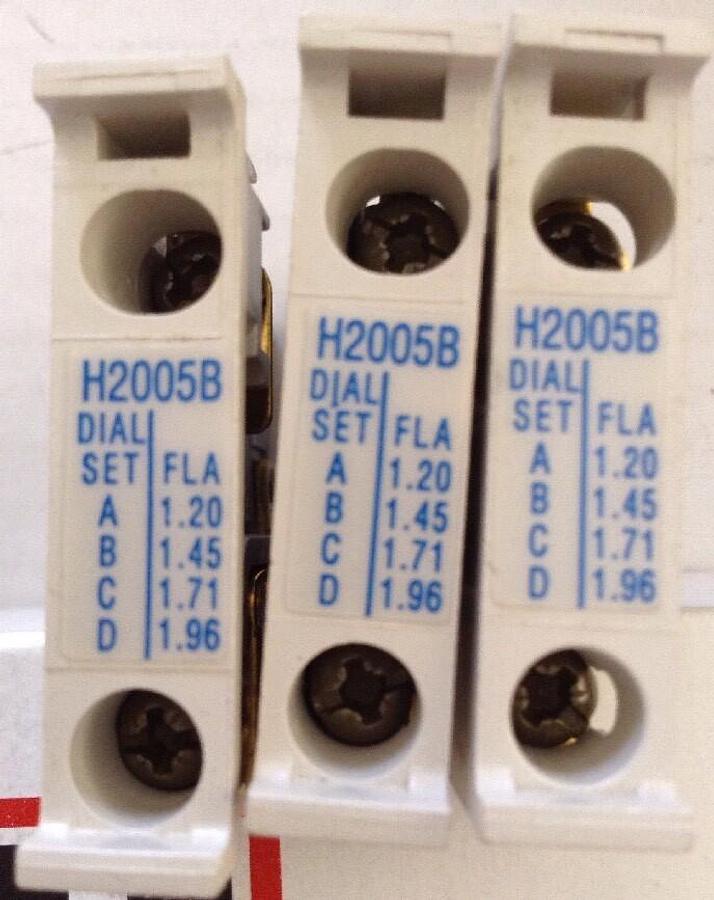 H2005B
DIAL
SET FLA
A 1.20
B 1.45
C 1.71
D 1.96
H2005B
DIAL
SET FLA
A 1.20
B 1.45
C 1.71
D 1.96
H2005B
DIAL
SET FLA
A 1.20
B 1.45
C 1.71
D 1.96